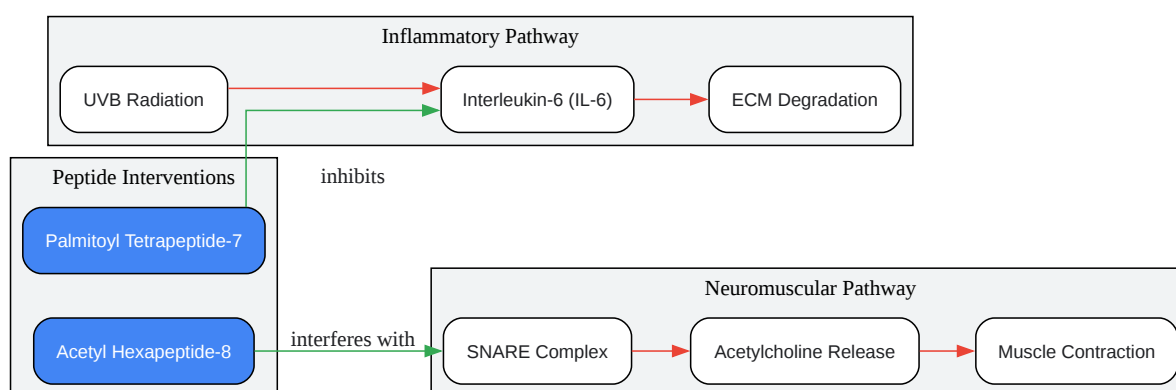 Inflammatory Pathway
UVB Radiation
Interleukin-6 (IL-6)
ECM Degradation
Peptide Interventions
inhibits
Palmitoyl Tetrapeptide-7
Neuromuscular Pathway
Acetyl Hexapeptide-8
interferes with
SNARE Complex
Acetylcholine Release
Muscle Contraction